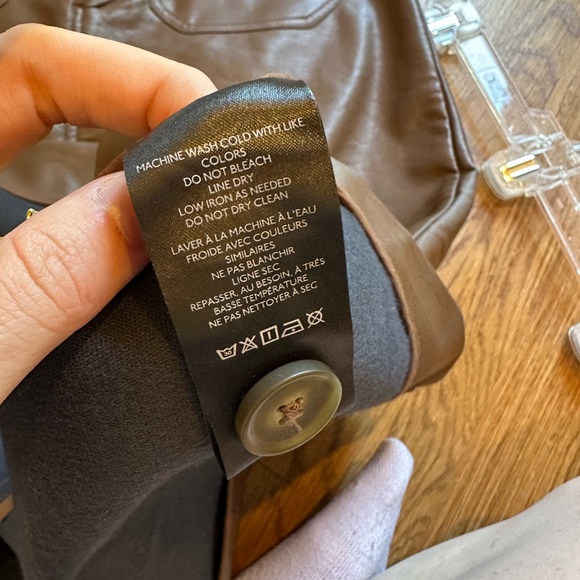 MACHINE WASH COLD WITH LIKE
COLORS
DO NOT BLEACH
LINE DRY
LOW IRON AS NEEDED
DO NOT DRY CLEAN
LAVER À LA MACHINE À L'EAU
FROIDE AVEC COULEURS
SIMILAIRES
NE PAS BLANCHIR
LIGNE SEC
REPASSER, AU BESOIN, À TRÉS
BASSE TEMPÉRATURE
NE PAS NETTOYER À SEC
30